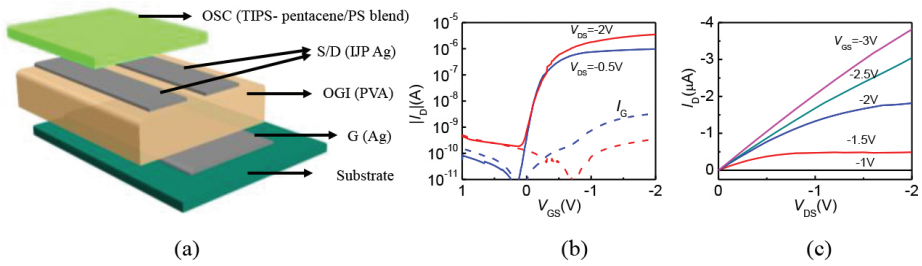 OSC (TIPS- pentacene/PS blend)
S/D (IJP Ag)
OGI (PVA)
G (Ag)
Substrate
(a)
10⁻⁵
10⁻⁶
10⁻⁷
10⁻⁸
10⁻⁹
10⁻¹⁰
10⁻¹¹
|I_D|(A)
V_DS=-2V
V_DS=-0.5V
I_G
1 0 -1 -2
V_GS(V)
(b)
-4
-3
-2
-1
0
I_D(μA)
V_GS=-3V
-2.5V
-2V
-1.5V
-1V
0 -1 -2
V_DS(V)
(c)